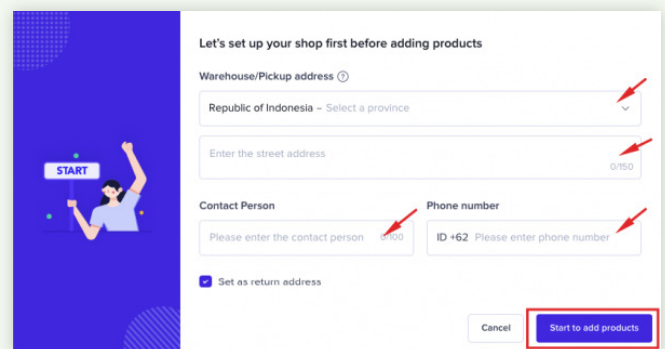 Let's set up your shop first before adding products
Warehouse/Pickup address ?
Republic of Indonesia – Select a province
Enter the street address
0/150
START
Contact Person
Phone number
Please enter the contact person 0/100
ID +62 Please enter phone number
Set as return address
Cancel
Start to add products